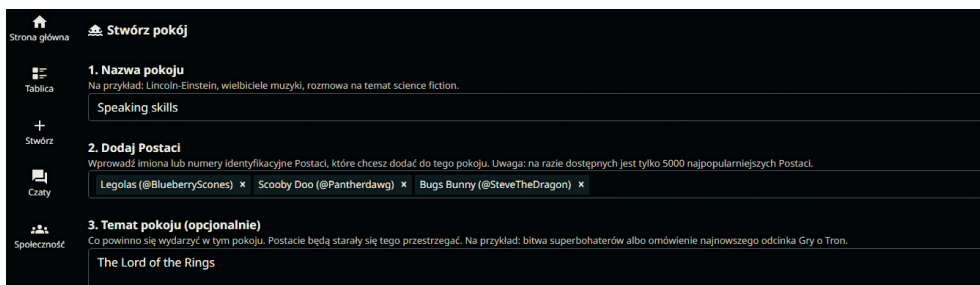 Strona główna
Tablica
Stwórz
Czaty
Społeczność
Stwórz pokój
1. Nazwa pokoju
Na przykład: Lincoln-Einstein, wielbiciele muzyki, rozmowa na temat science fiction.
Speaking skills
2. Dodaj Postaci
Wprowadź imiona lub numery identyfikacyjne Postaci, które chcesz dodać do tego pokoju. Uwaga: na razie dostępnych jest tylko 5000 najpopularniejszych Postaci.
Legolas (@BlueberryScones) × Scooby Doo (@Pantherdawg) × Bugs Bunny (@SteveTheDragon) ×
3. Temat pokoju (opcjonalnie)
Co powinno się wydarzyć w tym pokoju. Postacie będą starały się tego przestrzegać. Na przykład: bitwa superbohaterów albo omówienie najnowszego odcinka Gry o Tron.
The Lord of the Rings